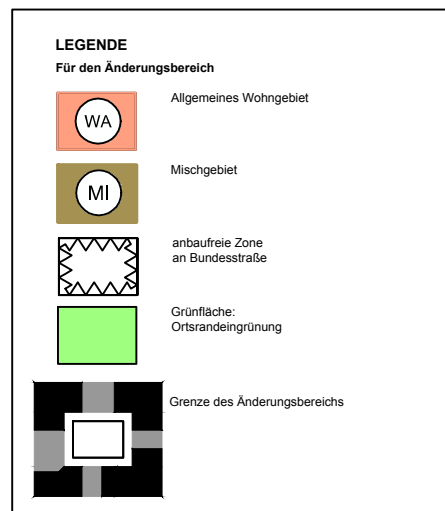 LEGENDE
Für den Änderungsbereich
WA
Allgemeines Wohngebiet
MI
Mischgebiet
anbaufreie Zone
an Bundesstraße
Grünfläche:
Ortsrandeingrünung
Grenze des Änderungsbereichs